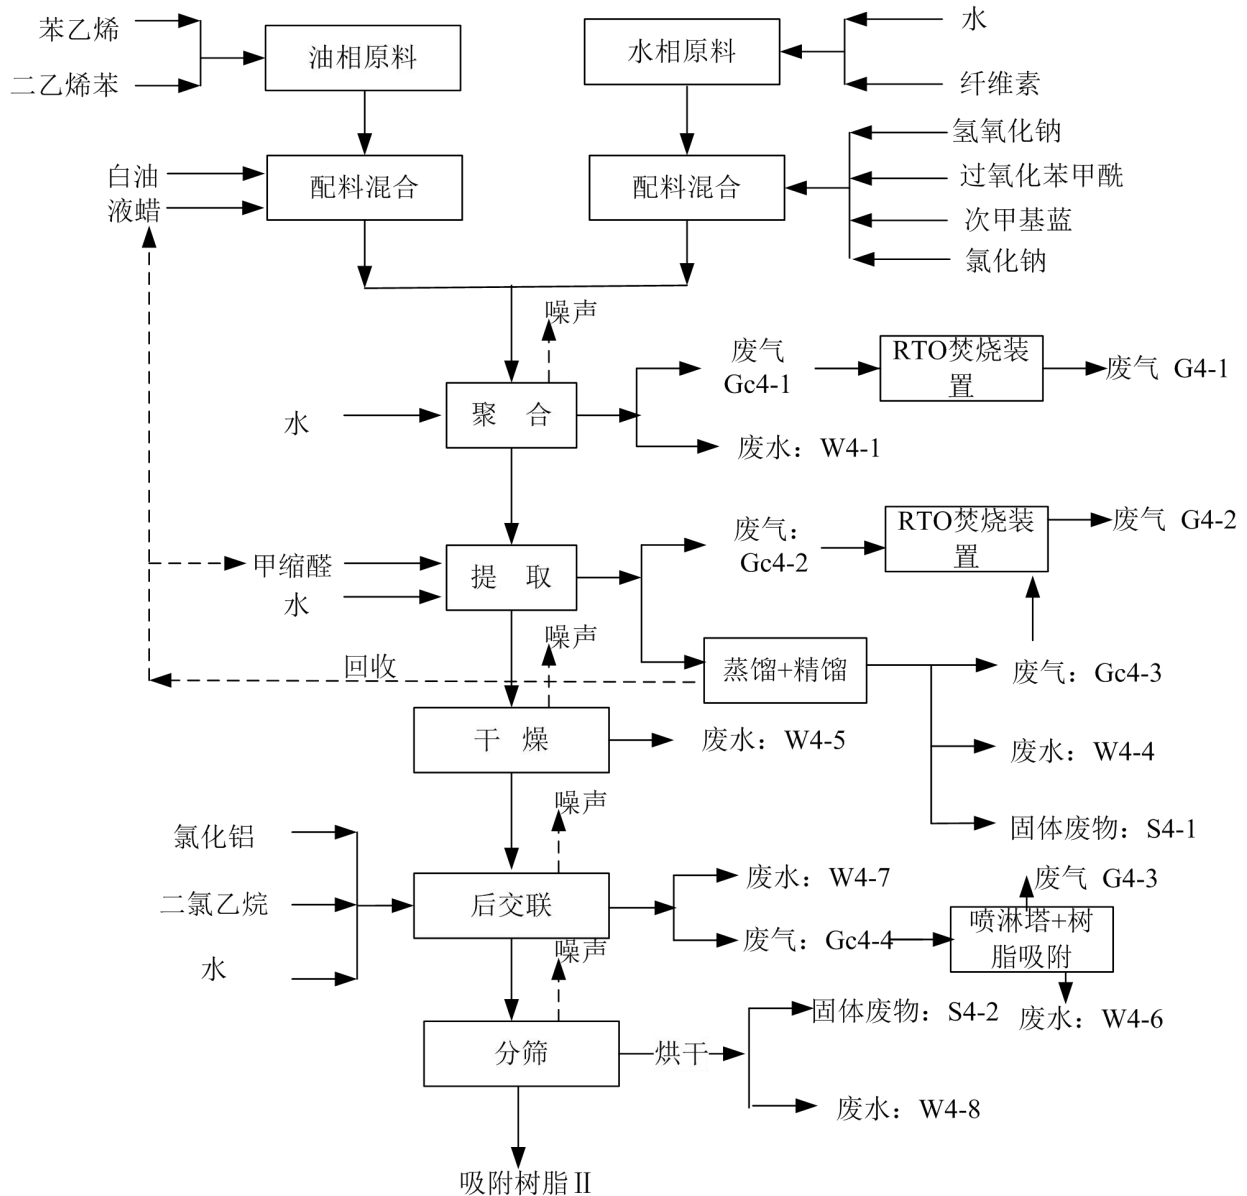 苯乙烯
二乙烯苯
油相原料
水相原料
水
纤维素
白油
液蜡
配料混合
配料混合
氢氧化钠
过氧化苯甲酰
次甲基蓝
氯化钠
噪声
水
聚 合
废气
Gc4-1
RTO焚烧装
置
废气 G4-1
废水：W4-1
甲缩醛
水
提 取
废气：
Gc4-2
RTO焚烧装
置
废气 G4-2
噪声
回收
蒸馏+精馏
废气：Gc4-3
废水：W4-4
固体废物：S4-1
干 燥
废水：W4-5
噪声
氯化铝
二氯乙烷
水
后交联
废水：W4-7
废气：Gc4-4
废气 G4-3
喷淋塔+树
脂吸附
废水：W4-6
噪声
分筛
烘干
固体废物：S4-2
废水：W4-8
吸附树脂Ⅱ